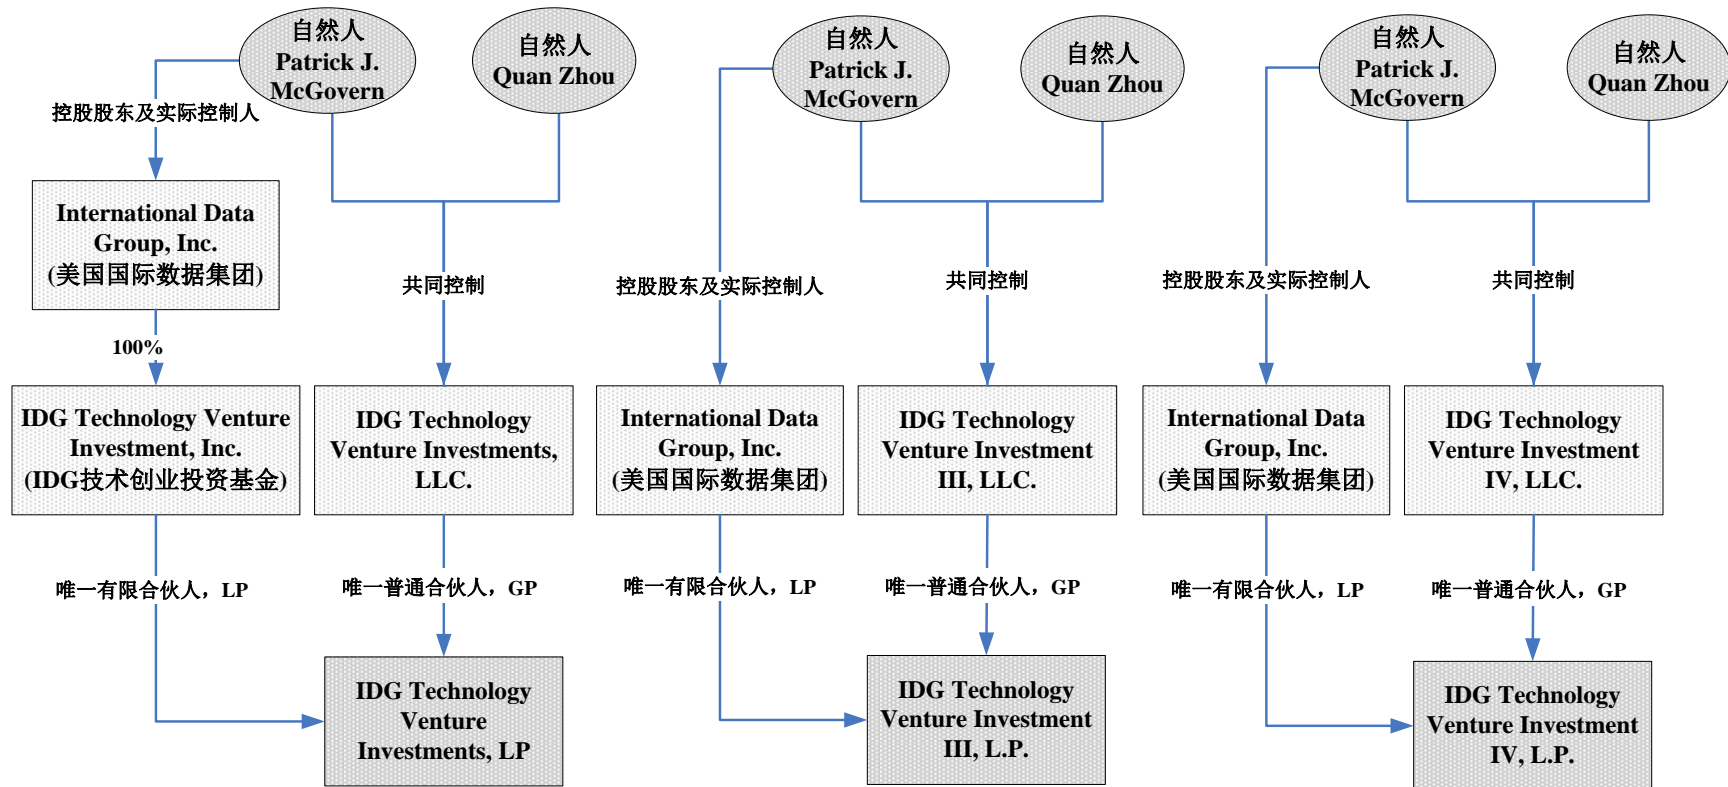 自然人
Patrick J.
McGovern
自然人
Quan Zhou
控股股东及实际控制人
International Data
Group, Inc.
(美国国际数据集团)
共同控制
100%
IDG Technology Venture
Investment, Inc.
(IDG技术创业投资基金)
IDG Technology
Venture Investments,
LLC.
唯一有限合伙人，LP
唯一普通合伙人，GP
IDG Technology
Venture
Investments, LP
自然人
Patrick J.
McGovern
自然人
Quan Zhou
控股股东及实际控制人
共同控制
International Data
Group, Inc.
(美国国际数据集团)
IDG Technology
Venture Investment
III, LLC.
唯一有限合伙人，LP
唯一普通合伙人，GP
IDG Technology
Venture Investment
III, L.P.
自然人
Patrick J.
McGovern
自然人
Quan Zhou
控股股东及实际控制人
共同控制
International Data
Group, Inc.
(美国国际数据集团)
IDG Technology
Venture Investment
IV, LLC.
唯一有限合伙人，LP
唯一普通合伙人，GP
IDG Technology
Venture Investment
IV, L.P.